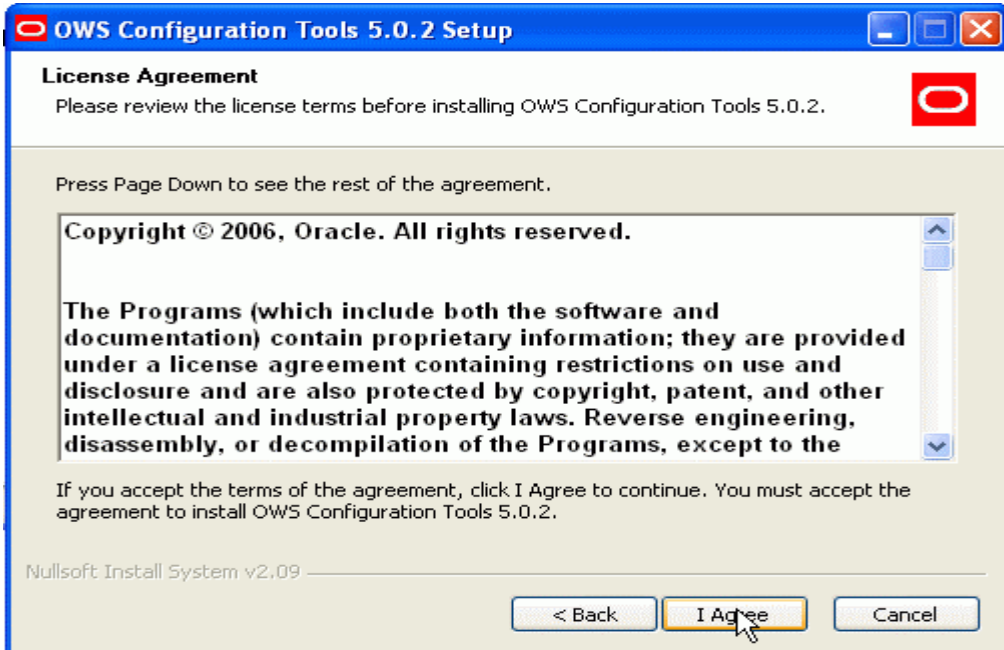 OWS Configuration Tools 5.0.2 Setup
License Agreement
Please review the license terms before installing OWS Configuration Tools 5.0.2.
Press Page Down to see the rest of the agreement.
Copyright © 2006, Oracle. All rights reserved.
The Programs (which include both the software and
documentation) contain proprietary information; they are provided
under a license agreement containing restrictions on use and
disclosure and are also protected by copyright, patent, and other
intellectual and industrial property laws. Reverse engineering,
disassembly, or decompilation of the Programs, except to the
If you accept the terms of the agreement, click I Agree to continue. You must accept the
agreement to install OWS Configuration Tools 5.0.2.
Nullsoft Install System v2.09
< Back I Agree Cancel